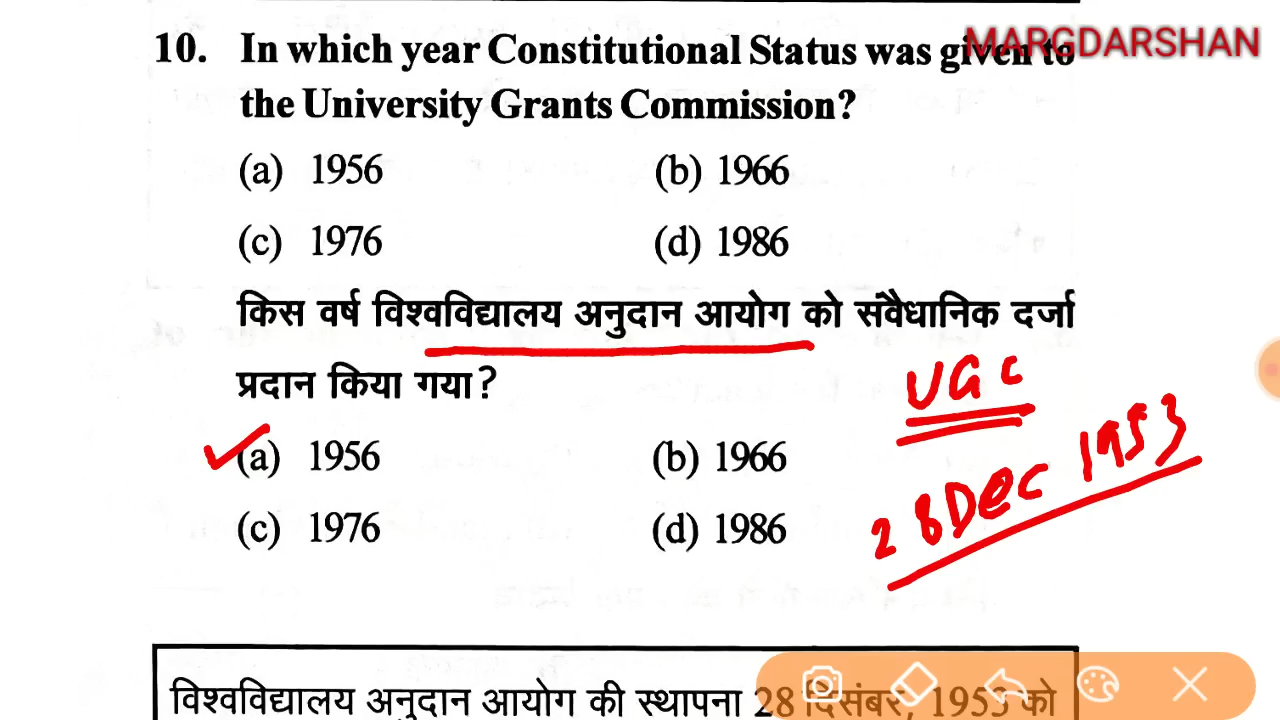 MARGDARSHAN
10. In which year Constitutional Status was given to
the University Grants Commission?
(a) 1956 (b) 1966
(c) 1976 (d) 1986
किस वर्ष विश्वविद्यालय अनुदान आयोग को संवैधानिक दर्जा
प्रदान किया गया?
UGC
(a) 1956 (b) 1966
28 Dec 1953
(c) 1976 (d) 1986
विश्वविद्यालय अनुदान आयोग की स्थापना 28 दिसंबर, 1953 को